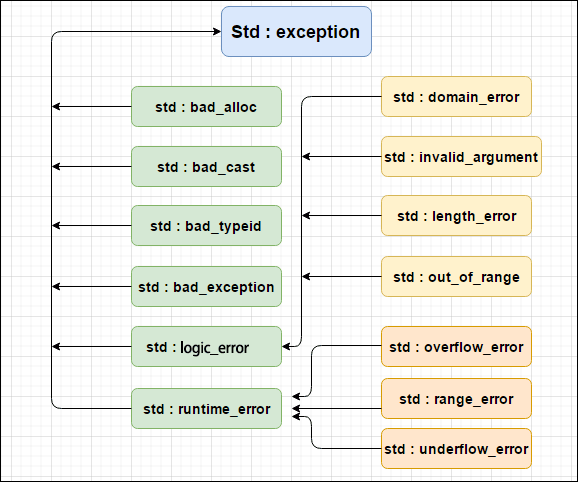 Std : exception
std : bad_alloc
std : domain_error
std : bad_cast
std : invalid_argument
std : bad_typeid
std : length_error
std : bad_exception
std : out_of_range
std : logic_error
std : overflow_error
std : runtime_error
std : range_error
std : underflow_error